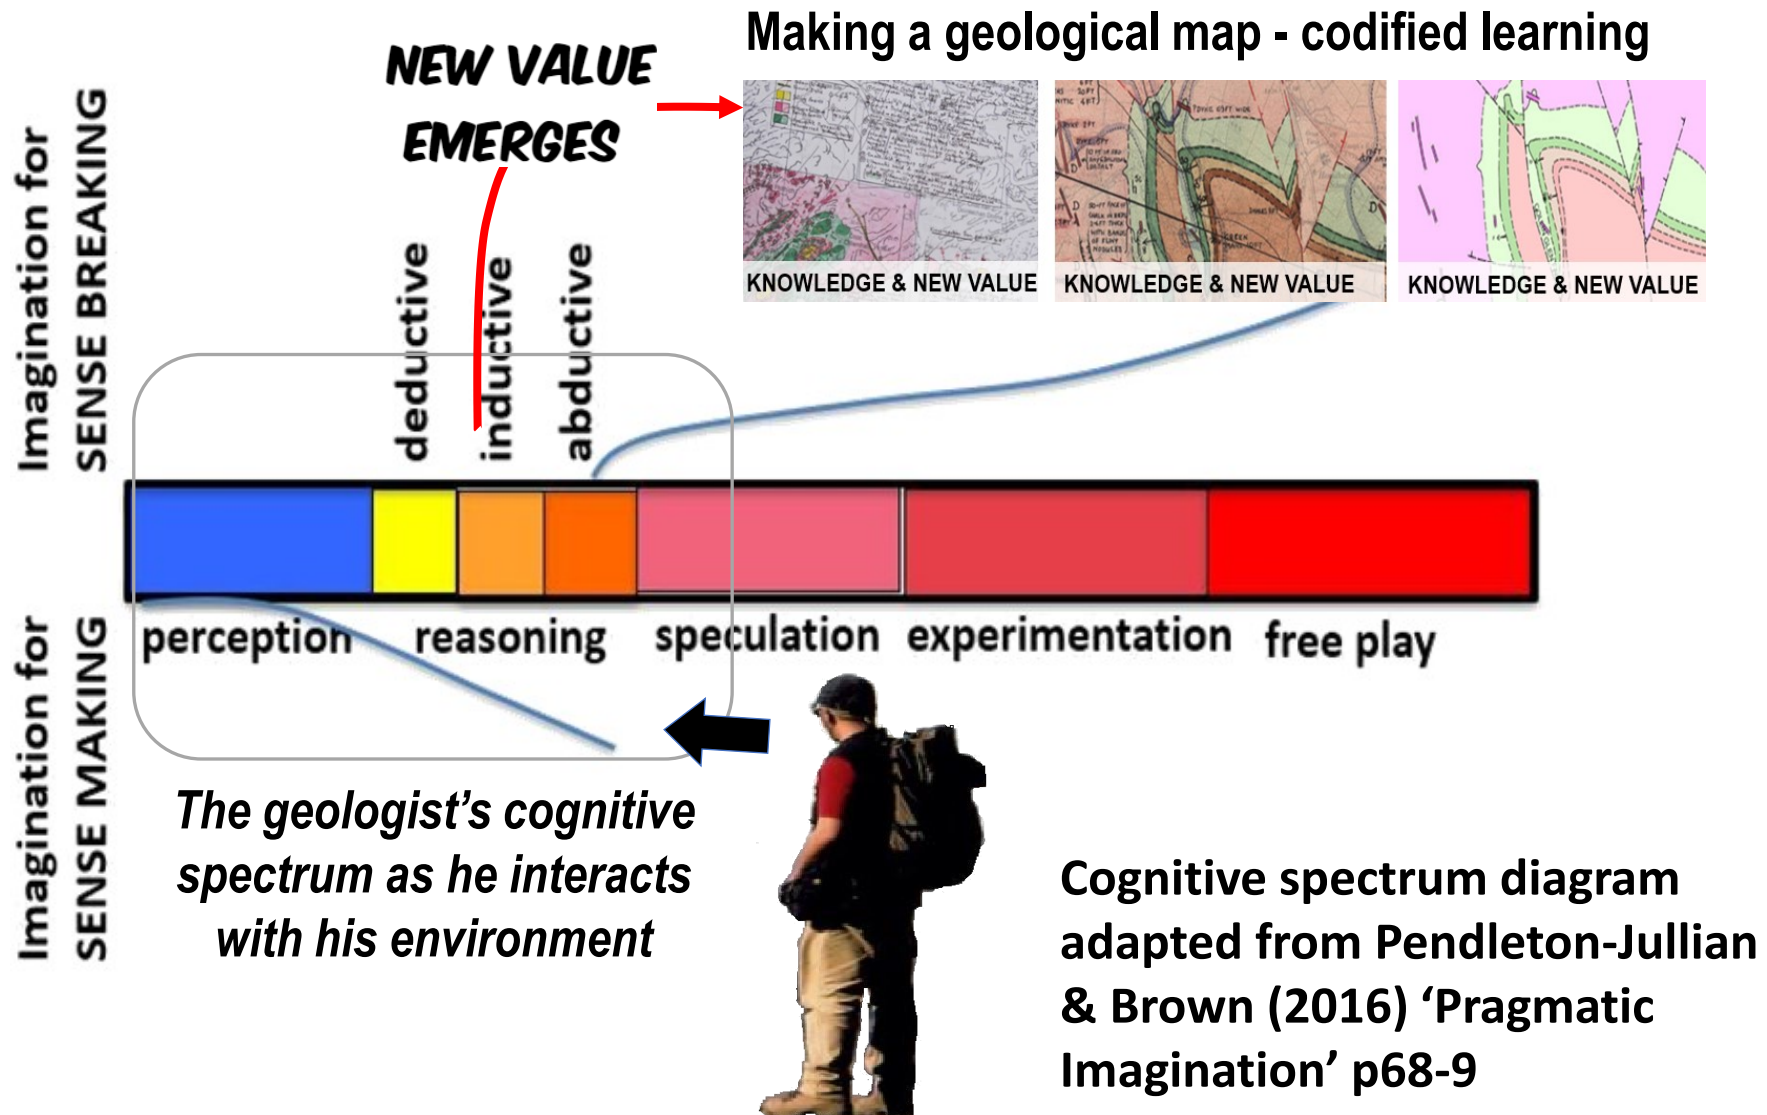 Making a geological map - codified learning
NEW VALUE
EMERGES
KNOWLEDGE & NEW VALUE
KNOWLEDGE & NEW VALUE
KNOWLEDGE & NEW VALUE
Imagination for
SENSE BREAKING
deductive
inductive
abductive
perception
reasoning
speculation
experimentation
free play
Imagination for
SENSE MAKING
The geologist’s cognitive
spectrum as he interacts
with his environment
Cognitive spectrum diagram
adapted from Pendleton-Jullian
& Brown (2016) ‘Pragmatic
Imagination’ p68-9